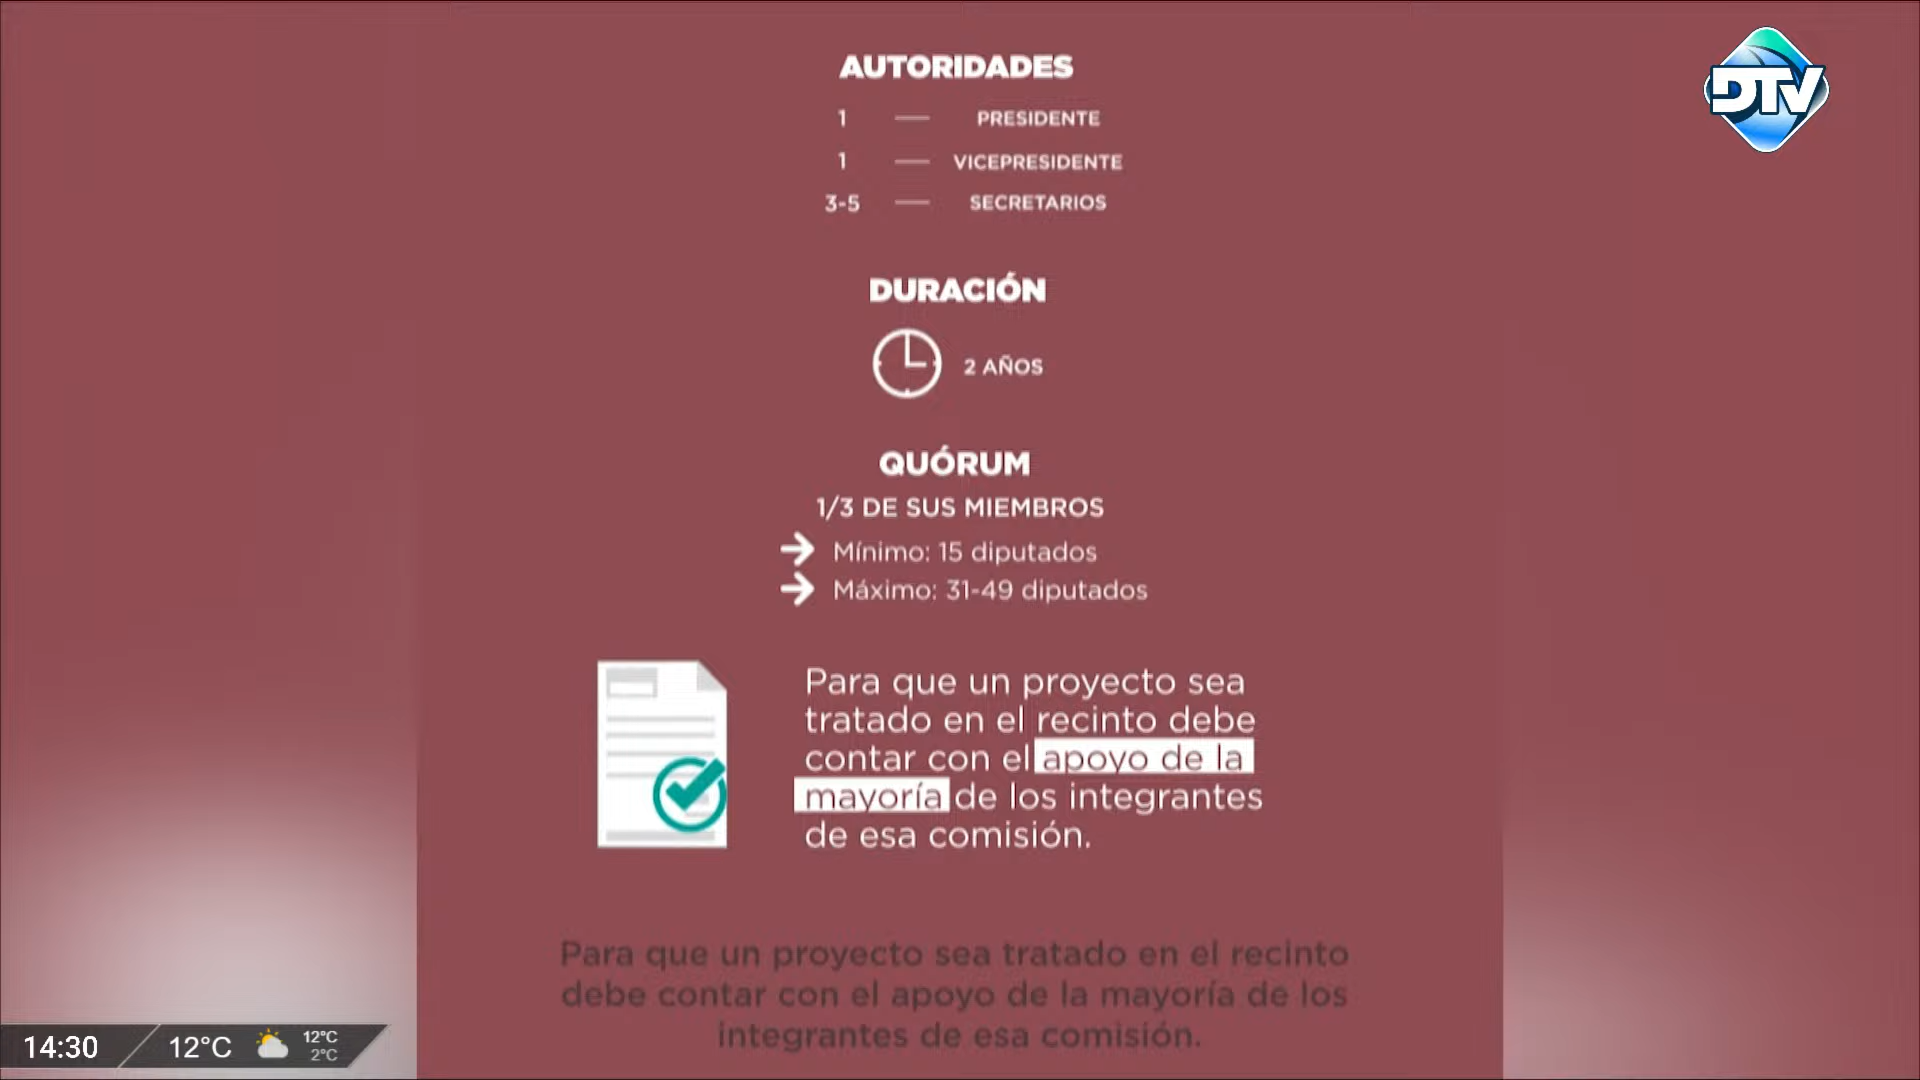 DTV
AUTORIDADES
1 — PRESIDENTE
1 — VICEPRESIDENTE
3-5 — SECRETARIOS
DURACIÓN
2 AÑOS
QUÓRUM
1/3 DE SUS MIEMBROS
Mínimo: 15 diputados
Máximo: 31-49 diputados
Para que un proyecto sea
tratado en el recinto debe
contar con el apoyo de la
mayoría de los integrantes
de esa comisión.
Para que un proyecto sea tratado en el recinto
debe contar con el apoyo de la mayoría de los
integrantes de esa comisión.
14:30 12°C 12°C
2°C